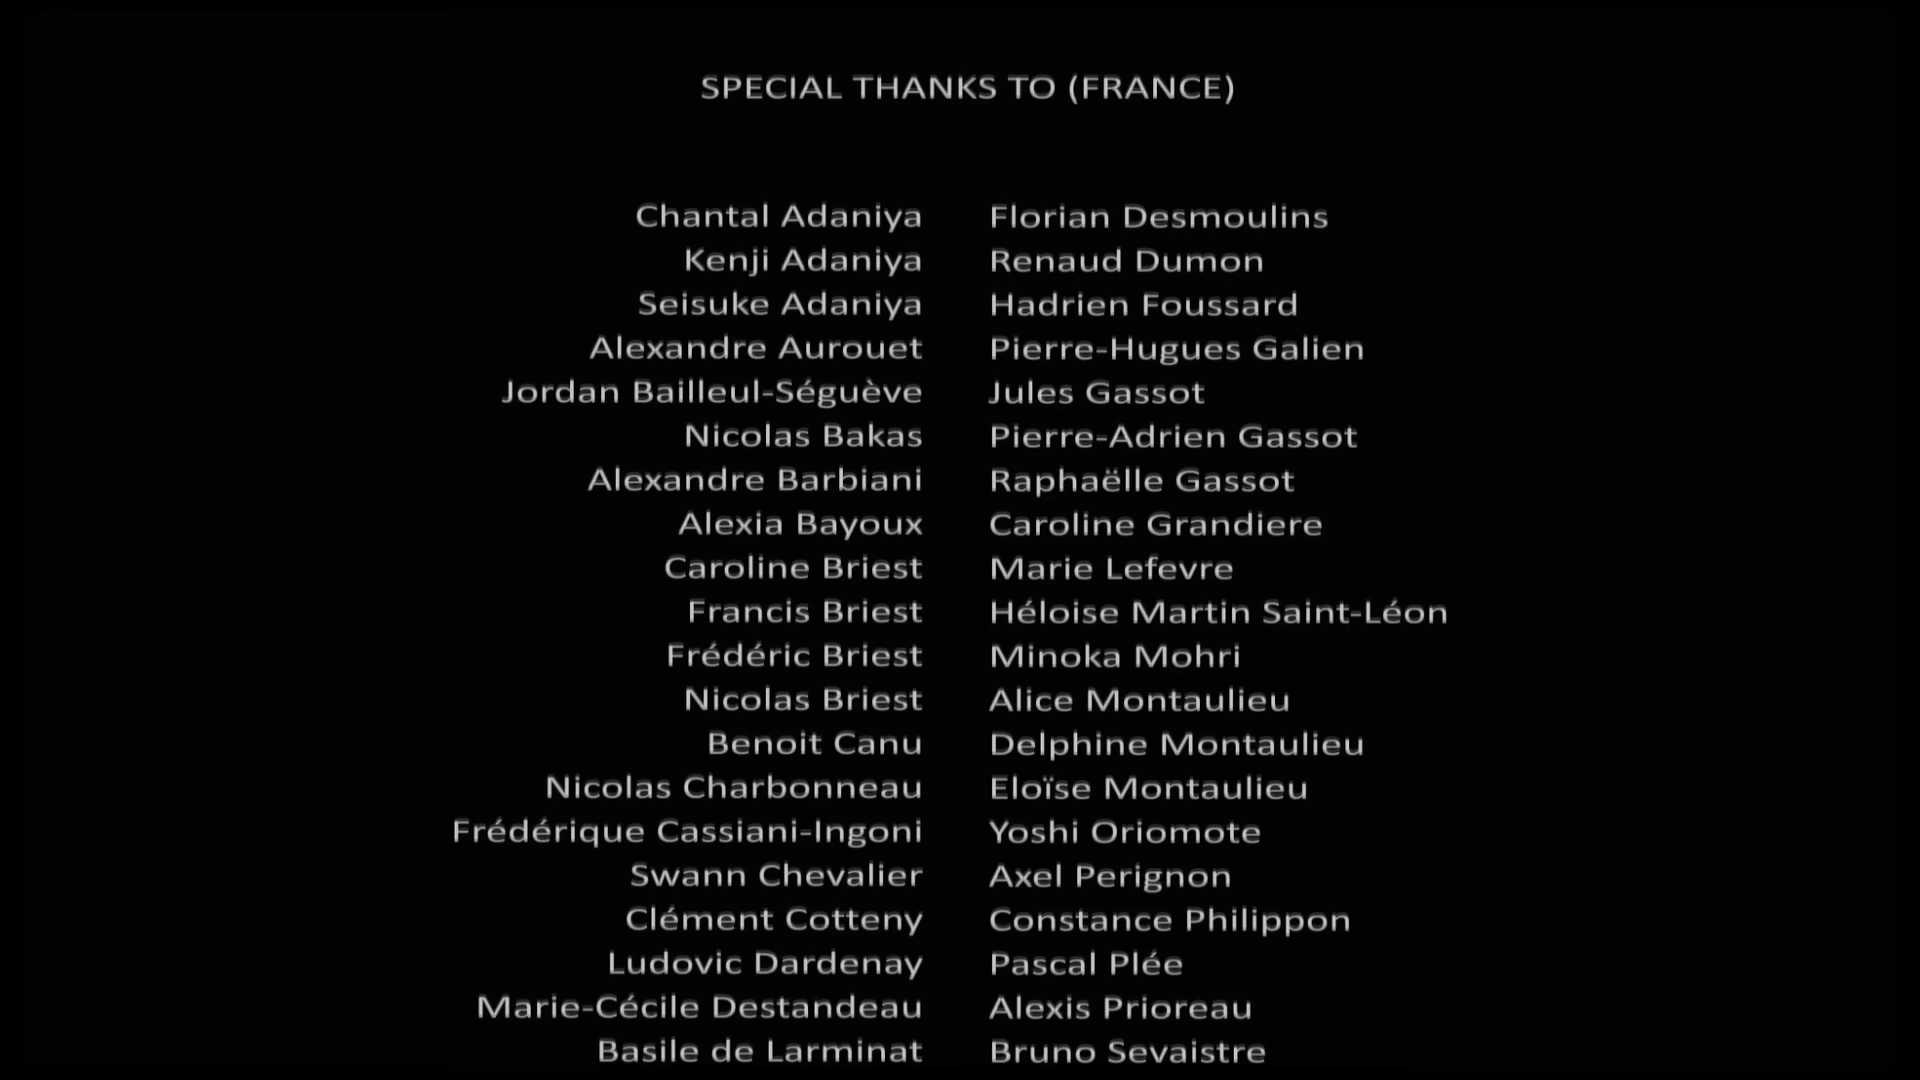 SPECIAL THANKS TO (FRANCE)
Chantal Adaniya Florian Desmoulins
Kenji Adaniya Renaud Dumon
Seisuke Adaniya Hadrien Foussard
Alexandre Aurouet Pierre-Hugues Galien
Jordan Bailleul-Séguève Jules Gassot
Nicolas Bakas Pierre-Adrien Gassot
Alexandre Barbiani Raphaëlle Gassot
Alexia Bayoux Caroline Grandiere
Caroline Briest Marie Lefevre
Francis Briest Héloise Martin Saint-Léon
Frédéric Briest Minoka Mohri
Nicolas Briest Alice Montaulieu
Benoit Canu Delphine Montaulieu
Nicolas Charbonneau Eloïse Montaulieu
Frédérique Cassiani-Ingoni Yoshi Oriomote
Swann Chevalier Axel Perignon
Clément Cotteny Constance Philippon
Ludovic Dardenay Pascal Plée
Marie-Cécile Destandeau Alexis Prioreau
Basile de Larminat Bruno Sevaistre